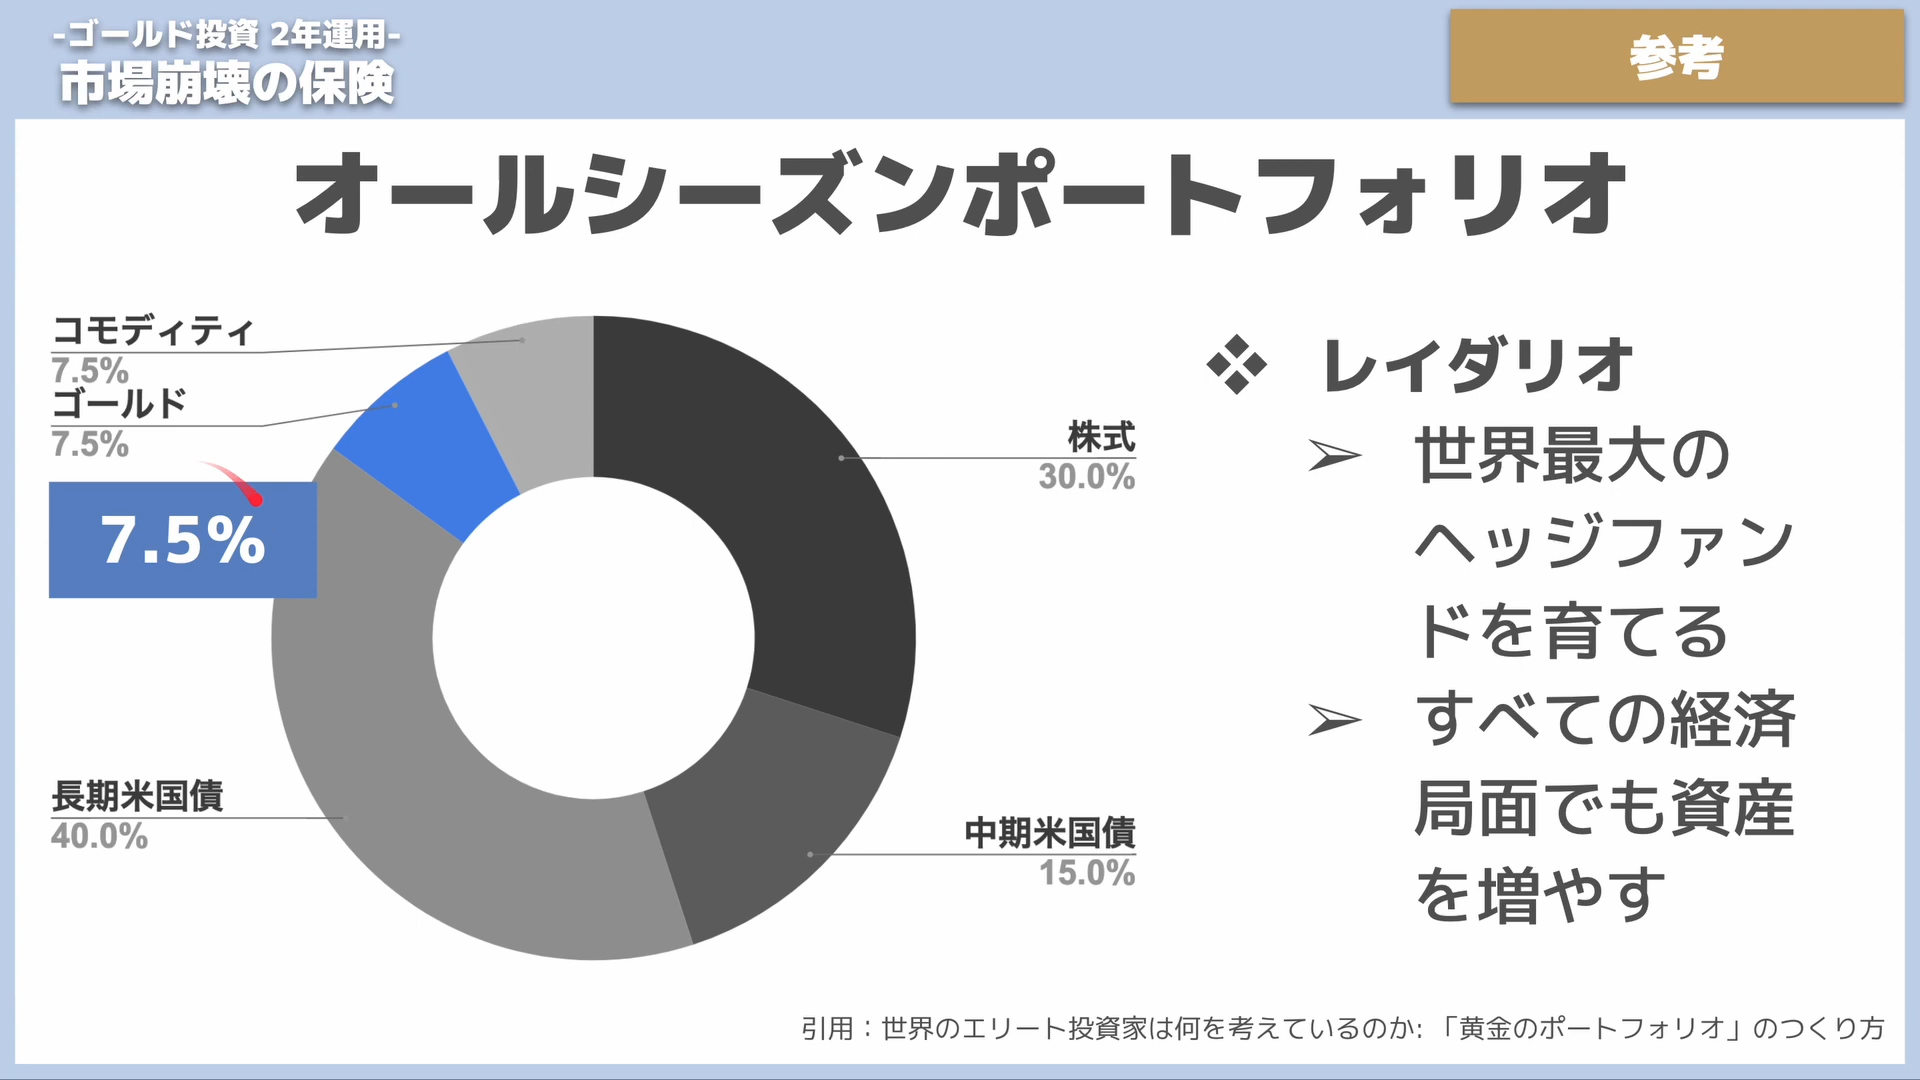 -ゴールド投資 2年運用-
市場崩壊の保険
参考
オールシーズンポートフォリオ
コモディティ
7.5%
ゴールド
7.5%
7.5%
長期米国債
40.0%
株式
30.0%
中期米国債
15.0%
❖ レイダリオ
➢ 世界最大の
ヘッジファン
ドを育てる
➢ すべての経済
局面でも資産
を増やす
引用：世界のエリート投資家は何を考えているのか: 「黄金のポートフォリオ」のつくり方